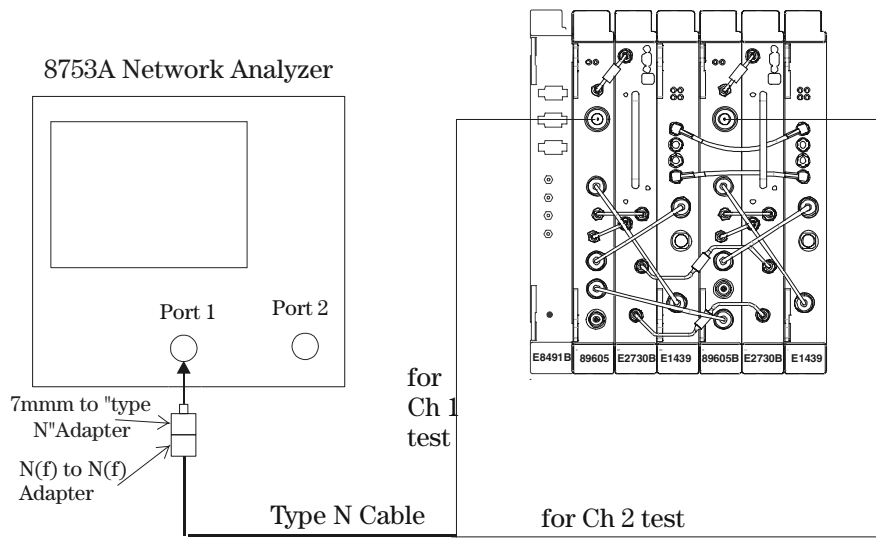 8753A Network Analyzer
Port 1
Port 2
7mmm to "type
N"Adapter
N(f) to N(f)
Adapter
Type N Cable
for
Ch 1
test
for Ch 2 test
E8491B
89605
E2730B
E1439
89605B
E2730B
E1439